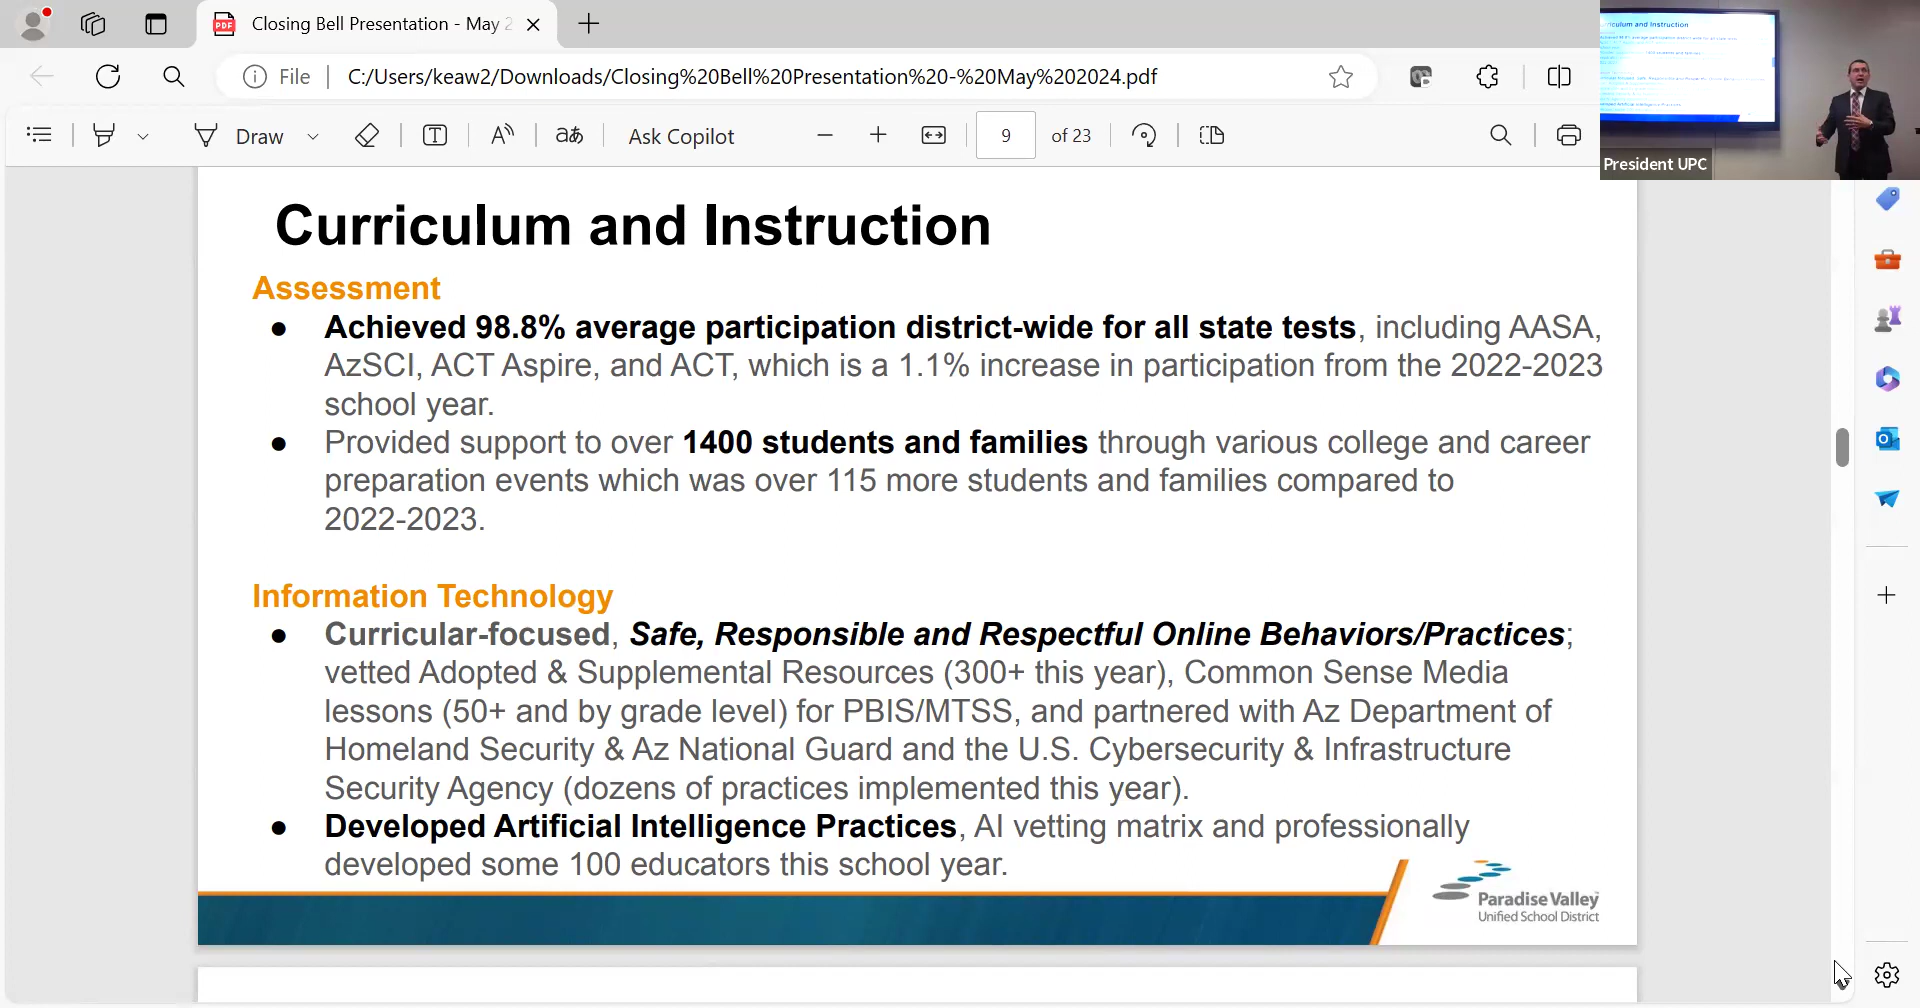 Closing Bell Presentation - May 2
File
C:/Users/keaw2/Downloads/Closing%20Bell%20Presentation%20-%20May%202024.pdf
Draw
Ask Copilot
9
of 23
Curriculum and Instruction
President UPC
Curriculum and Instruction
Assessment
● Achieved 98.8% average participation district-wide for all state tests, including AASA,
AzSCI, ACT Aspire, and ACT, which is a 1.1% increase in participation from the 2022-2023
school year.
● Provided support to over 1400 students and families through various college and career
preparation events which was over 115 more students and families compared to
2022-2023.
Information Technology
● Curricular-focused, Safe, Responsible and Respectful Online Behaviors/Practices;
vetted Adopted & Supplemental Resources (300+ this year), Common Sense Media
lessons (50+ and by grade level) for PBIS/MTSS, and partnered with Az Department of
Homeland Security & Az National Guard and the U.S. Cybersecurity & Infrastructure
Security Agency (dozens of practices implemented this year).
● Developed Artificial Intelligence Practices, AI vetting matrix and professionally
developed some 100 educators this school year.
Paradise Valley
Unified School District